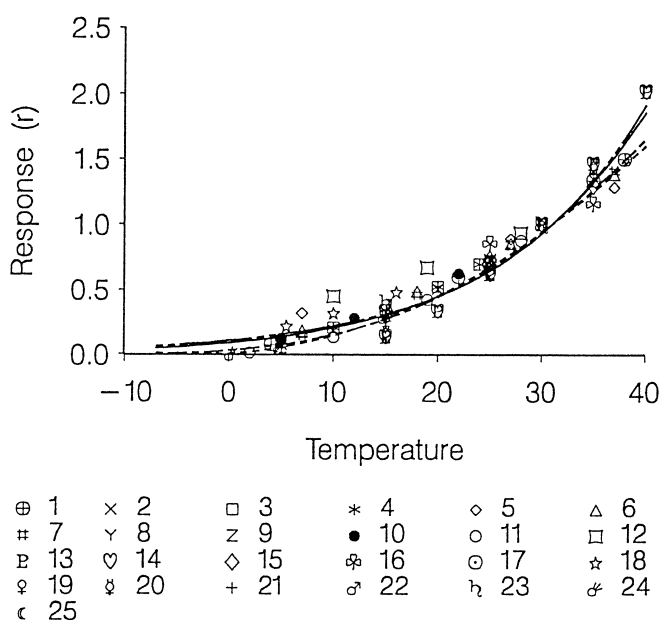 2.5
2.0
1.5
1.0
0.5
0.0
Response (r)
−10 0 10 20 30 40
Temperature
⊕ 1 × 2 □ 3 * 4 ◇ 5 △ 6
# 7 Y 8 Z 9 ● 10 ○ 11 12
13 ♡ 14 ◇ 15 ♧ 16 ⊙ 17 ☆ 18
♀ 19 ☿ 20 + 21 ♂ 22 ♄ 23 24
☾ 25